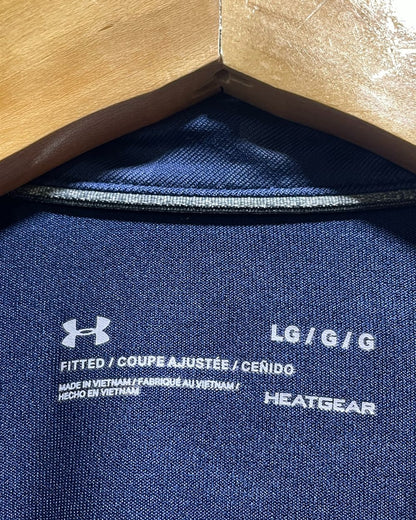 LG / G / G
FITTED / COUPE AJUSTÉE / CEÑIDO
MADE IN VIETNAM / FABRIQUÉ AU VIETNAM /
HECHO EN VIETNAM
HEATGEAR